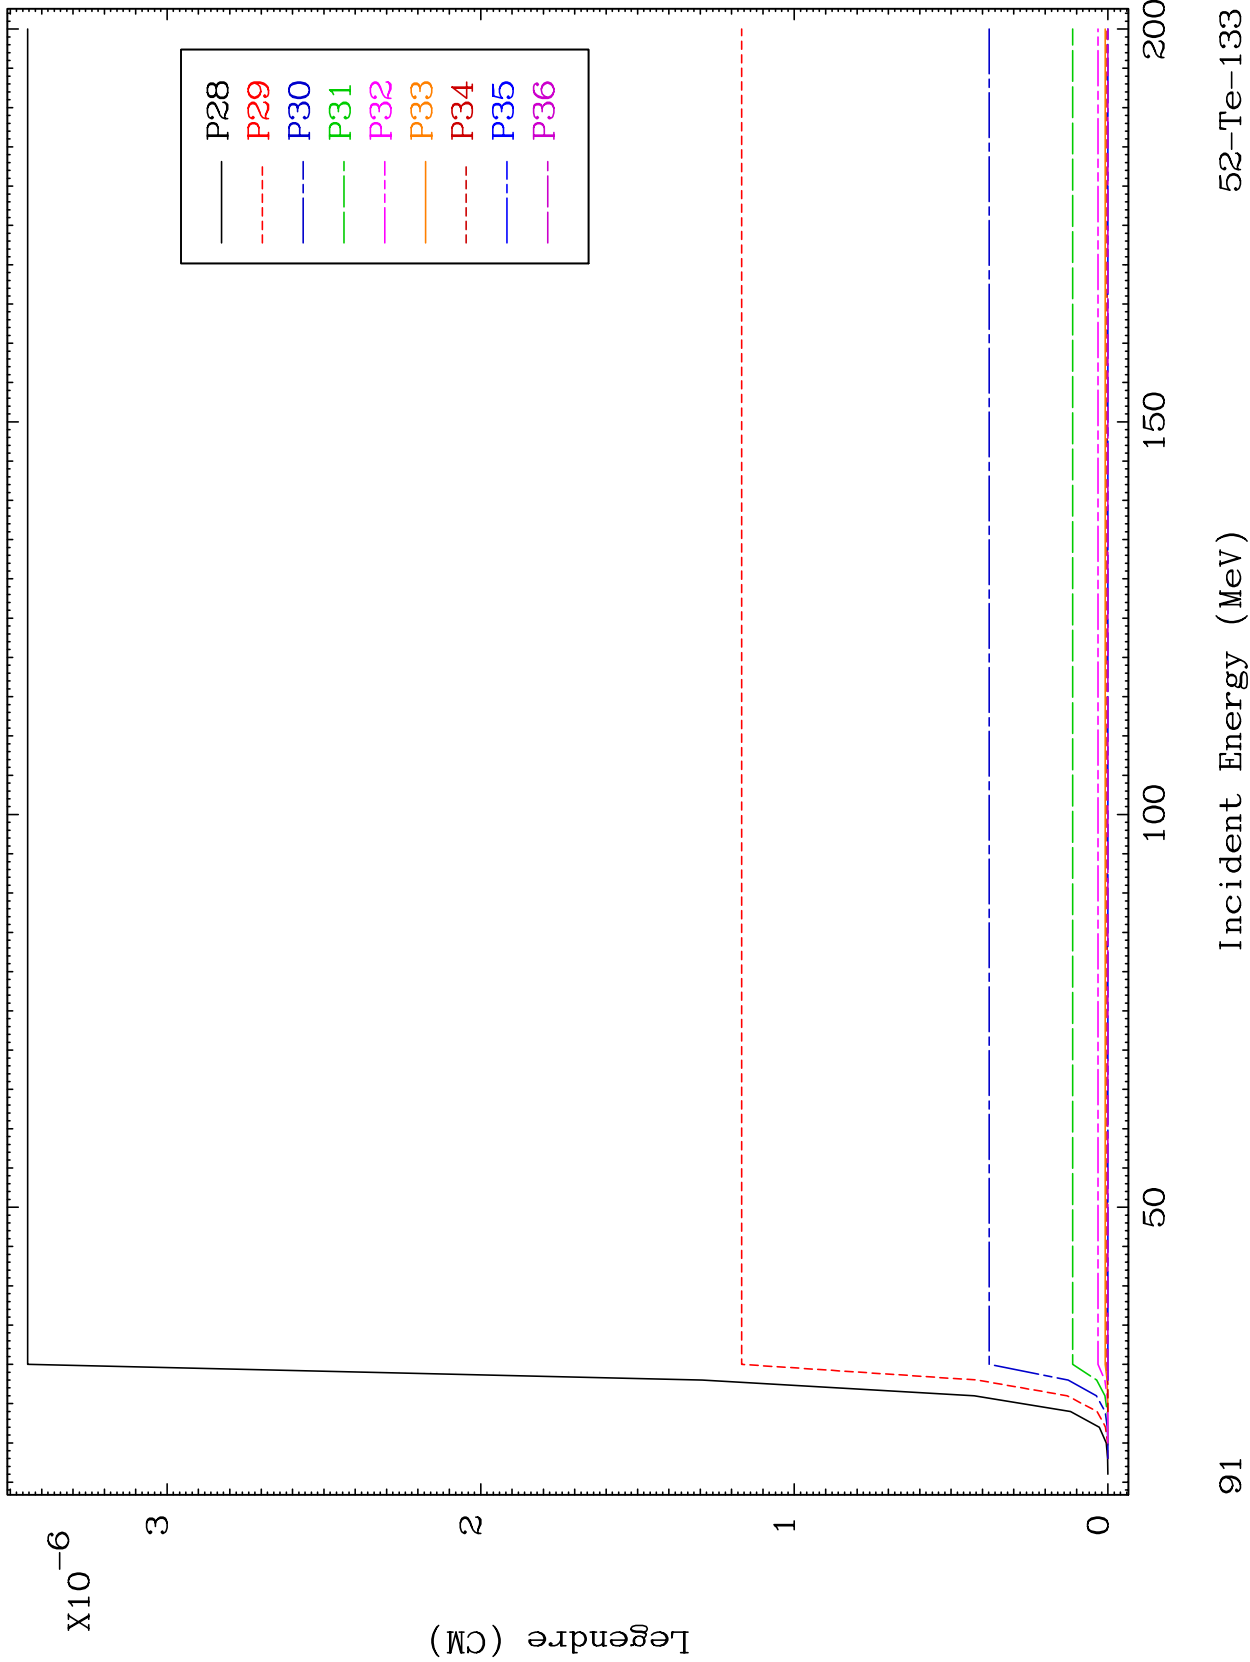 X10
-6
3
2
1
0
Legendre (CM)
P28
P29
P30
P31
P32
P33
P34
P35
P36
50
100
150
200
Incident Energy (MeV)
91
52-Te-133